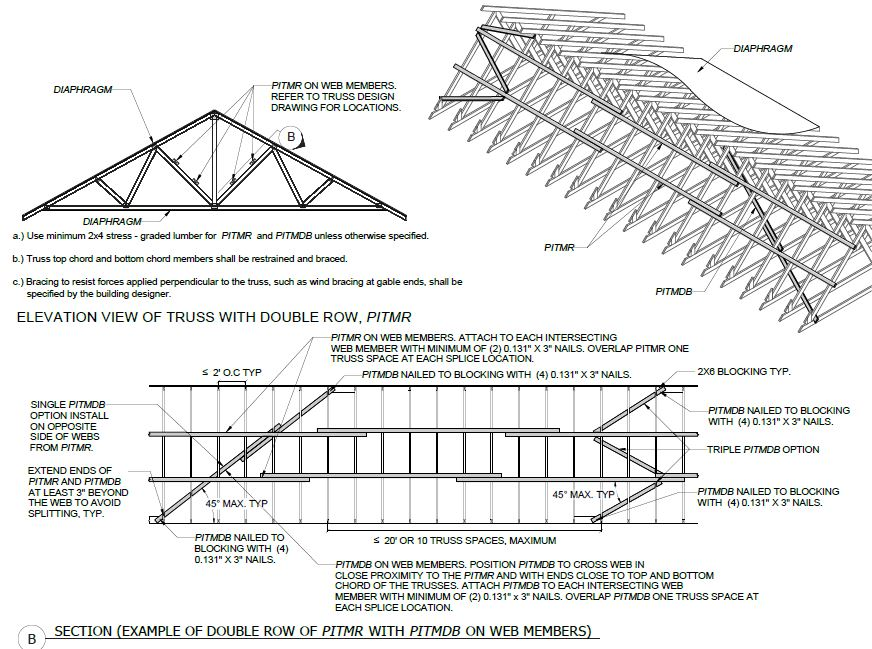 DIAPHRAGM
PITMR ON WEB MEMBERS.
REFER TO TRUSS DESIGN
DRAWING FOR LOCATIONS.
B
DIAPHRAGM
DIAPHRAGM
PITMR
PITMDB
a.) Use minimum 2x4 stress - graded lumber for PITMR and PITMDB unless otherwise specified.
b.) Truss top chord and bottom chord members shall be restrained and braced.
c.) Bracing to resist forces applied perpendicular to the truss, such as wind bracing at gable ends, shall be
specified by the building designer.
ELEVATION VIEW OF TRUSS WITH DOUBLE ROW, PITMR
PITMR ON WEB MEMBERS. ATTACH TO EACH INTERSECTING
WEB MEMBER WITH MINIMUM OF (2) 0.131" X 3" NAILS. OVERLAP PITMR ONE
TRUSS SPACE AT EACH SPLICE LOCATION.
≤ 2' O.C TYP
PITMDB NAILED TO BLOCKING WITH (4) 0.131" X 3" NAILS.
2X6 BLOCKING TYP.
SINGLE PITMDB
OPTION INSTALL
ON OPPOSITE
SIDE OF WEBS
FROM PITMR.
PITMDB NAILED TO BLOCKING
WITH (4) 0.131" X 3" NAILS.
TRIPLE PITMDB OPTION
EXTEND ENDS OF
PITMR AND PITMDB
AT LEAST 3" BEYOND
THE WEB TO AVOID
SPLITTING, TYP.
45° MAX. TYP
45° MAX. TYP
PITMDB NAILED TO BLOCKING
WITH (4) 0.131" X 3" NAILS.
PITMDB NAILED TO
BLOCKING WITH (4)
0.131" X 3" NAILS.
≤ 20' OR 10 TRUSS SPACES, MAXIMUM
PITMDB ON WEB MEMBERS. POSITION PITMDB TO CROSS WEB IN
CLOSE PROXIMITY TO THE PITMR AND WITH ENDS CLOSE TO TOP AND BOTTOM
CHORD OF THE TRUSSES. ATTACH PITMDB TO EACH INTERSECTING WEB
MEMBER WITH MINIMUM OF (2) 0.131" x 3" NAILS. OVERLAP PITMDB ONE TRUSS SPACE AT
EACH SPLICE LOCATION.
B SECTION (EXAMPLE OF DOUBLE ROW OF PITMR WITH PITMDB ON WEB MEMBERS)